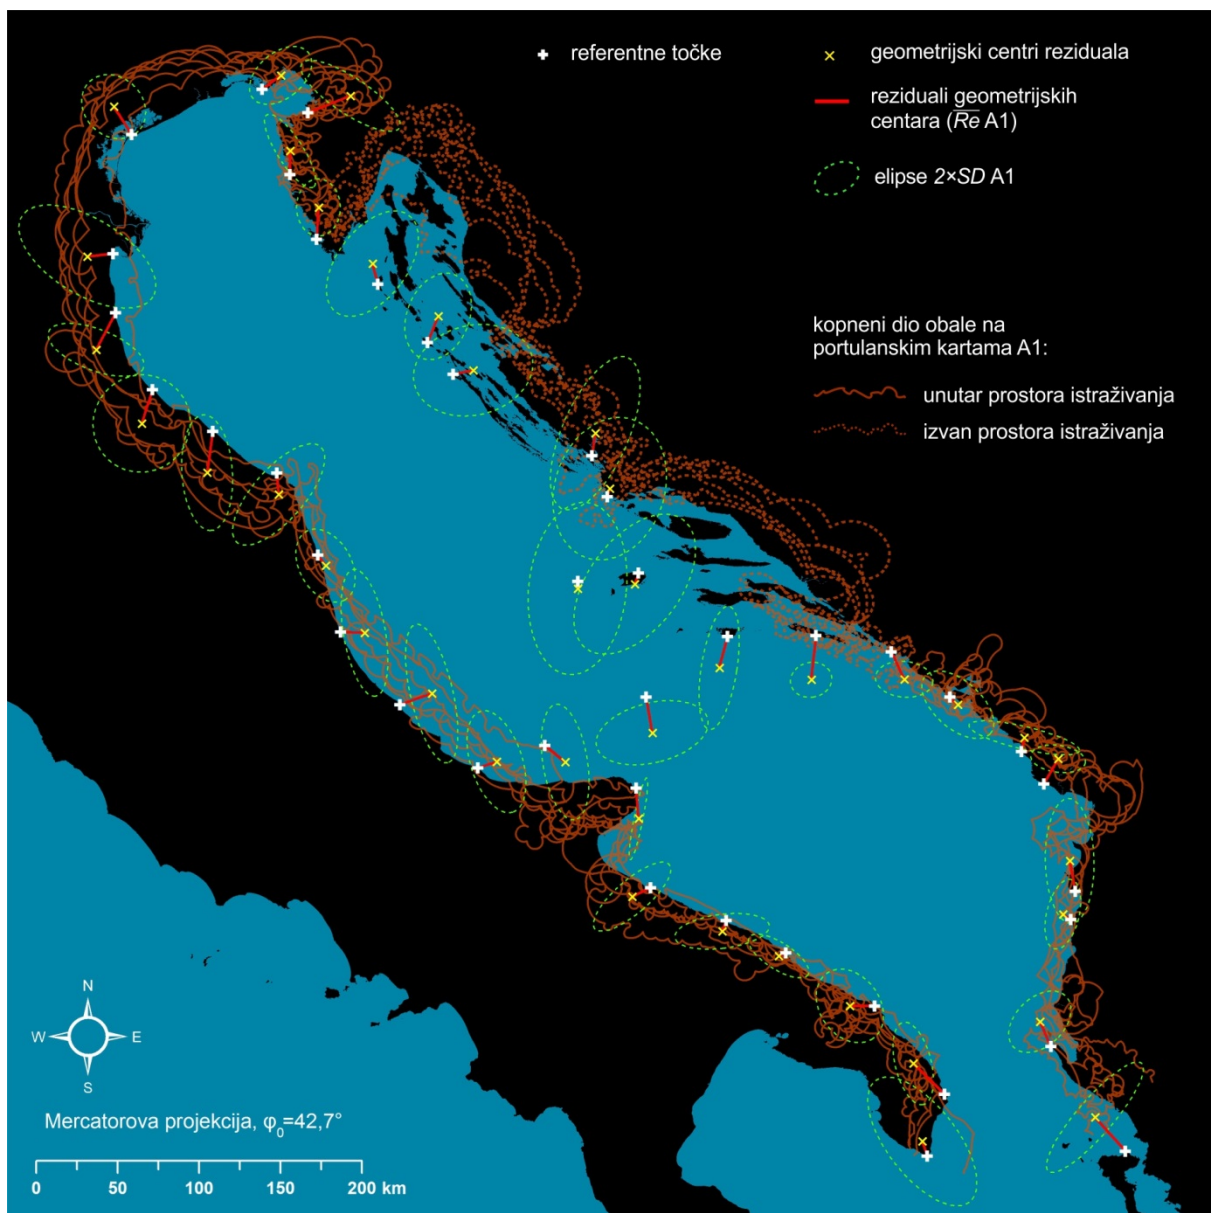 referentne točke
geometrijski centri reziduala
reziduali geometrijskih
centara (R̅e̅ A1)
elipse 2×SD A1
kopneni dio obale na
portulanskim kartama A1:
unutar prostora istraživanja
izvan prostora istraživanja
N
W E
S
Mercatorova projekcija, φ₀=42,7°
0 50 100 150 200 km